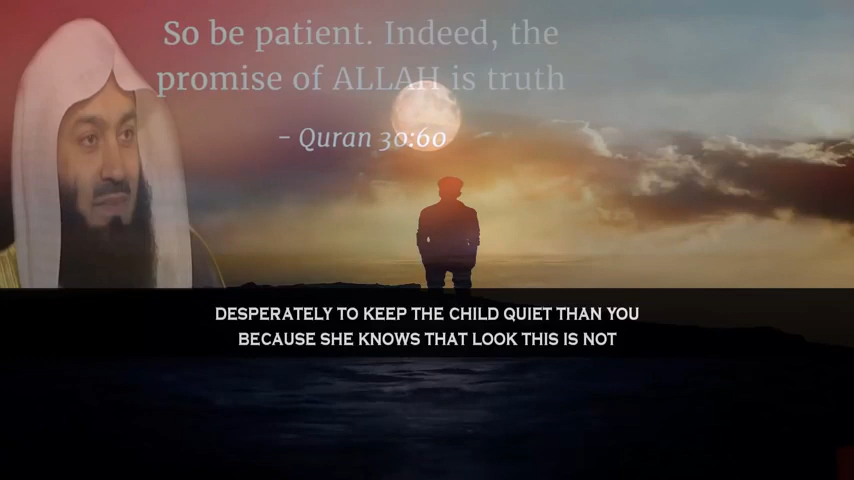 So be patient. Indeed, the
promise of ALLAH is truth
- Quran 30:60
DESPERATELY TO KEEP THE CHILD QUIET THAN YOU
BECAUSE SHE KNOWS THAT LOOK THIS IS NOT